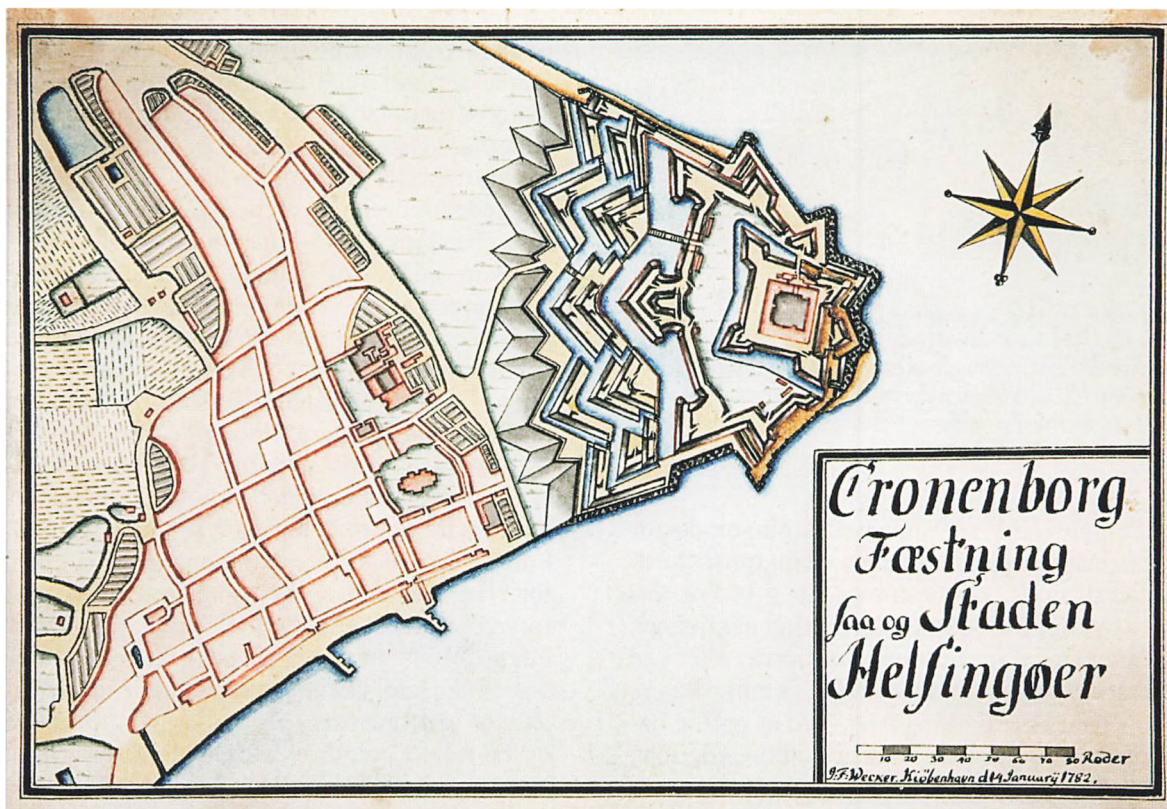 Cronenborg
Fæstning
saa og Staden
Helsingøer
10 20 30 40 50 60 70 80 Roder
J.F. Wecker. Kiöbenhavn d 14 Januarÿ 1782.